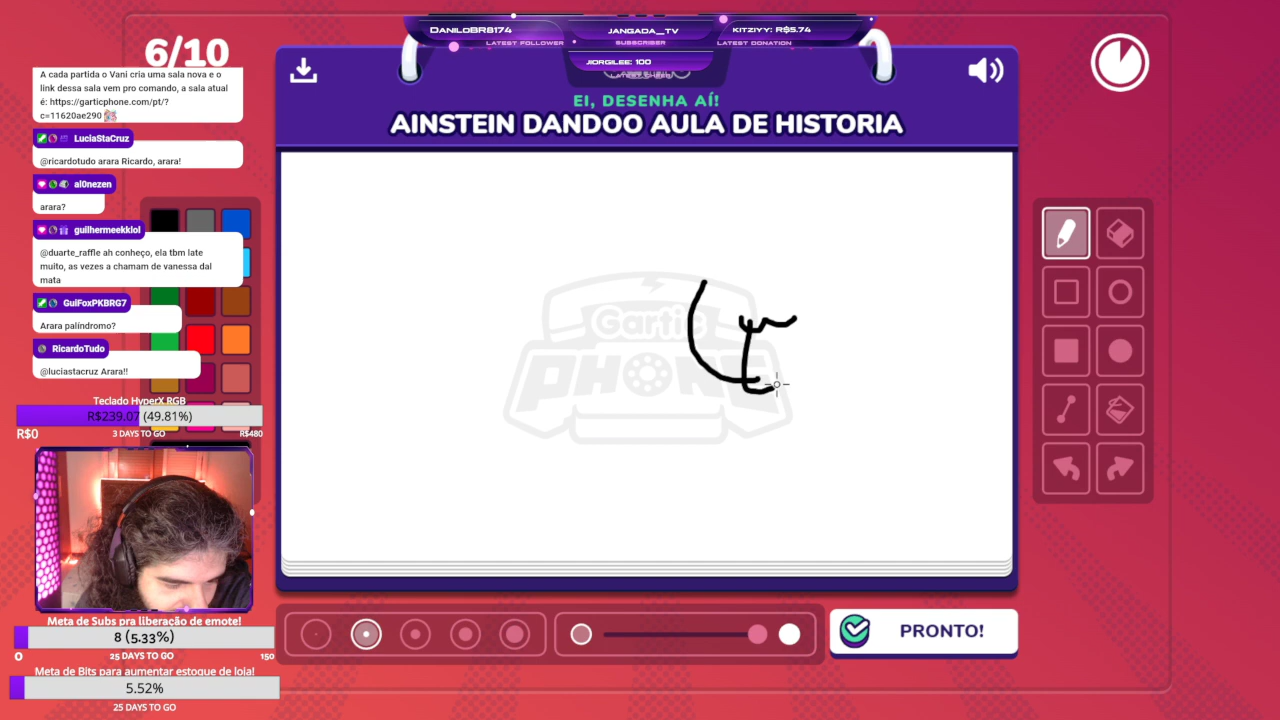 DANILOBR8174
LATEST FOLLOWER
JANGADA__TV
SUBSCRIBER
KITZIYY: R$5.74
LATEST DONATION
JIORGILEE: 100
6/10
EI, DESENHA AÍ!
AINSTEIN DANDOO AULA DE HISTORIA
A cada partida o Vani cria uma sala nova e o
link dessa sala vem pro comando, a sala atual
é: https://garticphone.com/pt/?
c=11620ae290
LuciaStaCruz
@ricardotudo arara Ricardo, arara!
al0nezen
arara?
guilhermeekklol
@duarte_raffle ah conheço, ela tbm late
muito, as vezes a chamam de vanessa dal
mata
GuiFoxPKBRG7
Arara palíndromo?
RicardoTudo
@luciastacruz Arara!!
Teclado HyperX RGB
R$239.07 (49.81%)
R$0
3 DAYS TO GO
R$480
Gartic
PHONE
Meta de Subs pra liberação de emote!
8 (5.33%)
0
25 DAYS TO GO
150
Meta de Bits para aumentar estoque de loja!
5.52%
25 DAYS TO GO
PRONTO!